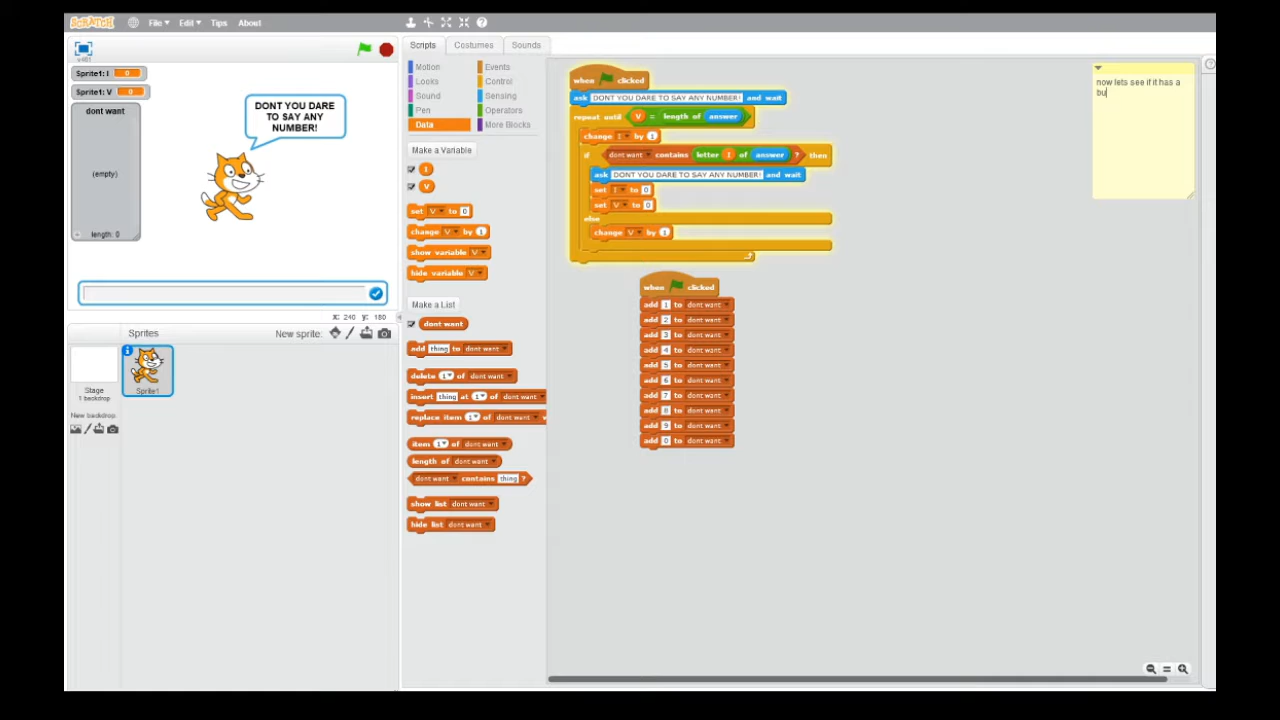 SCRATCH File Edit Tips About
v461
Sprite1: I 0
Sprite1: V 0
dont want
(empty)
length: 0
DONT YOU DARE
TO SAY ANY
NUMBER!
X: 240 y: 180
Sprites New sprite:
Stage
1 backdrop
New backdrop:
Sprite1
Scripts Costumes Sounds
Motion Events
Looks Control
Sound Sensing
Pen Operators
Data More Blocks
Make a Variable
I
V
set V to 0
change V by 1
show variable V
hide variable V
Make a List
dont want
add thing to dont want
delete 1 of dont want
insert thing at 1 of dont want
replace item 1 of dont want
item 1 of dont want
length of dont want
dont want contains thing ?
show list dont want
hide list dont want
when clicked
ask DONT YOU DARE TO SAY ANY NUMBER! and wait
repeat until V = length of answer
change I by 1
if dont want contains letter I of answer ? then
ask DONT YOU DARE TO SAY ANY NUMBER! and wait
set I to 0
set V to 0
else
change V by 1
when clicked
add 1 to dont want
add 2 to dont want
add 3 to dont want
add 4 to dont want
add 5 to dont want
add 6 to dont want
add 7 to dont want
add 8 to dont want
add 9 to dont want
add 0 to dont want
now lets see if it has a
bu